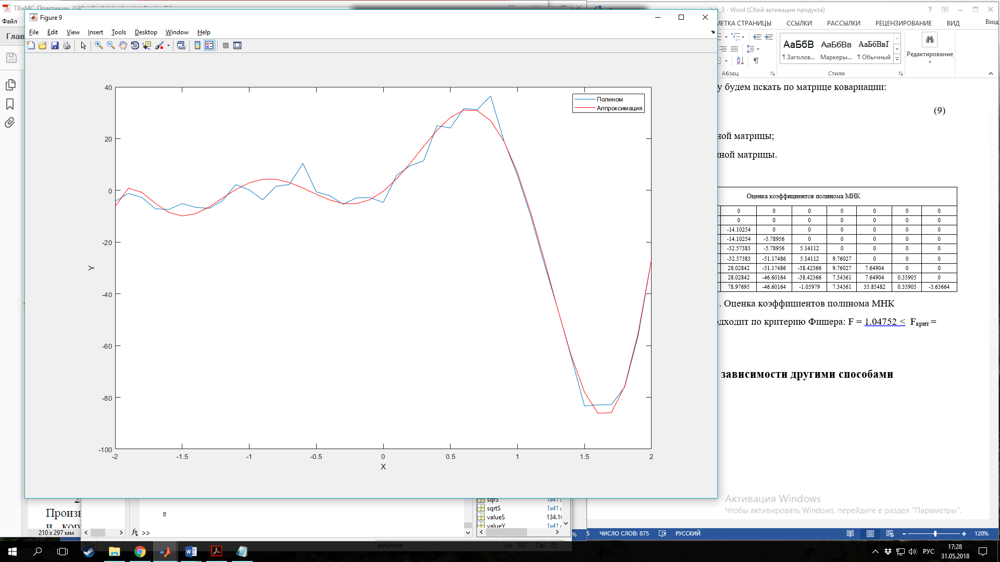 Figure 9
File Edit View Insert Tools Desktop Window Help
40
20
0
-20
-40
-60
-80
-100
-2 -1.5 -1 -0.5 0 0.5 1 1.5 2
X
Y
Полином
Аппроксимация
Файл
Глав
- Word (Сбой активации продукта)
МЕТКА СТРАНИЦЫ ССЫЛКИ РАССЫЛКИ РЕЦЕНЗИРОВАНИЕ ВИД Вход
АаБбВ АаБбВв АаБбВвГ
¶ Заголов... Маркеры... ¶ Обычный
Редактирование
Абзац Стили
у будем искать по матрице ковариации:
(9)
ной матрицы;
ной матрицы.
Оценка коэффициентов полинома МНК
0 0 0 0 0 0 0
0 0 0 0 0 0 0
-14.10254 0 0 0 0 0 0
-14.10254 -5.78956 0 0 0 0 0
-32.57383 -5.78956 5.14112 0 0 0 0
-32.57383 -51.17486 5.14112 9.76027 0 0 0
28.02842 -51.17486 -38.42366 9.76027 7.64904 0 0
28.02842 -46.60164 -38.42366 7.34361 7.64904 0.35905 0
78.97695 -46.60164 -1.05979 7.34361 35.85482 0.35905 -3.63664
. Оценка коэффициентов полинома МНК
одходит по критерию Фишера: F = 1.04752 < Fкрит =
зависимости другими способами
Активация Windows
Чтобы активировать Windows, перейдите в раздел "Параметры".
2
Произв
и кор
210 x 297 мм
8
fx >>
sqrS 1x41
sqrtS 1x41
valueS 134.1
valueY 1x41
polynom Ln 103 Col 25
% 5 ЧИСЛО СЛОВ: 875 РУССКИЙ 120%
РУС
17:28
31.05.2018